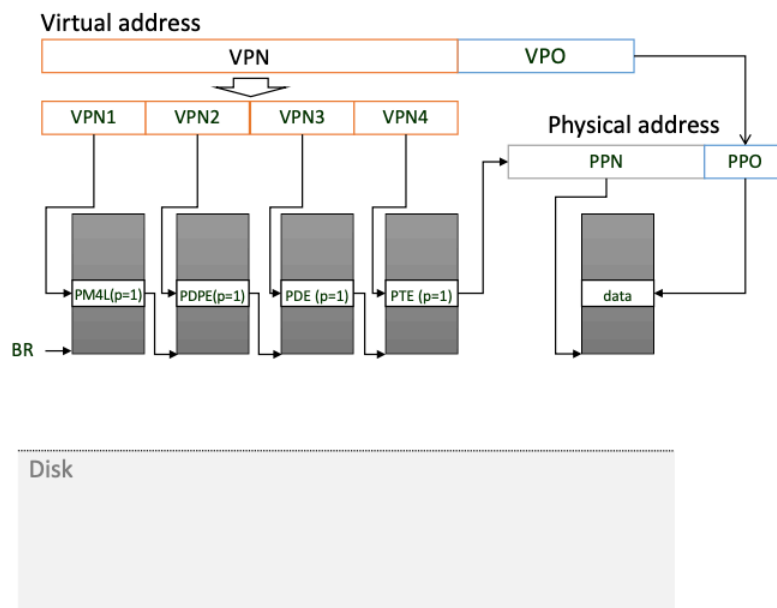 Virtual address
VPN VPO
VPN1 VPN2 VPN3 VPN4
Physical address
PPN PPO
PM4L(p=1) PDPE(p=1) PDE (p=1) PTE (p=1) data
BR
Disk